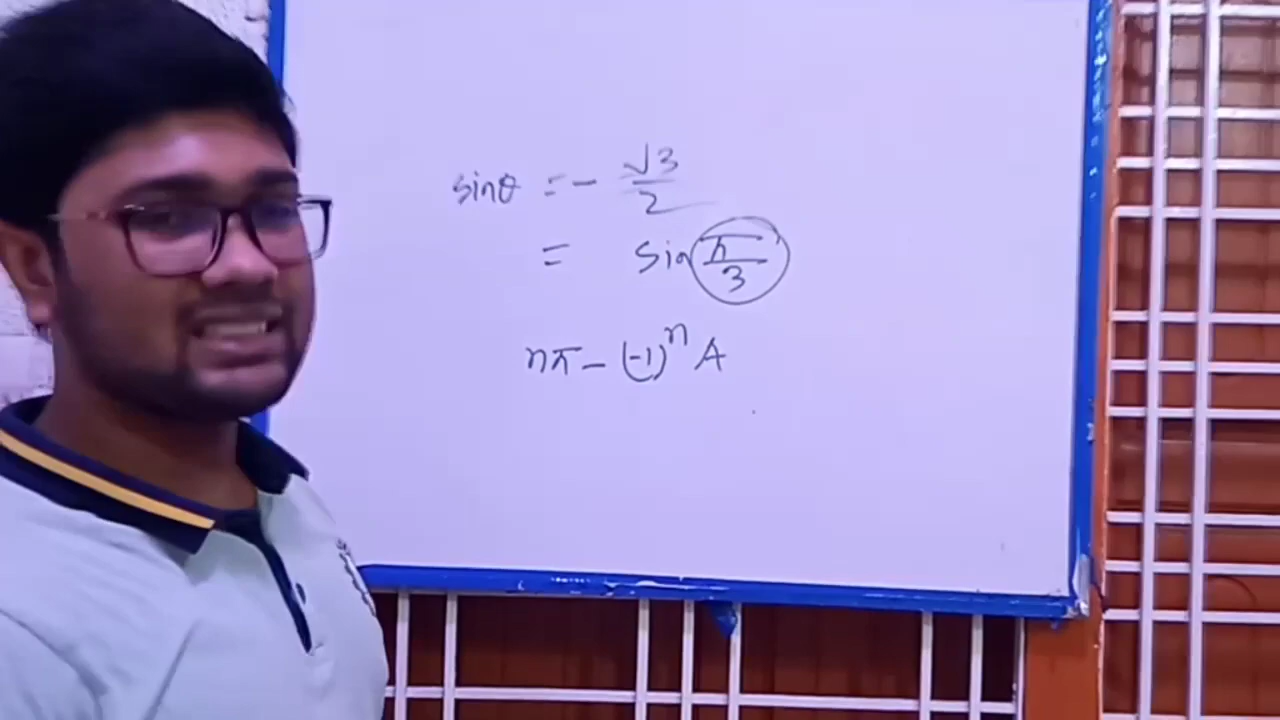 sinθ = - √3/2
= sin π/3
nπ - (-1)ⁿ A